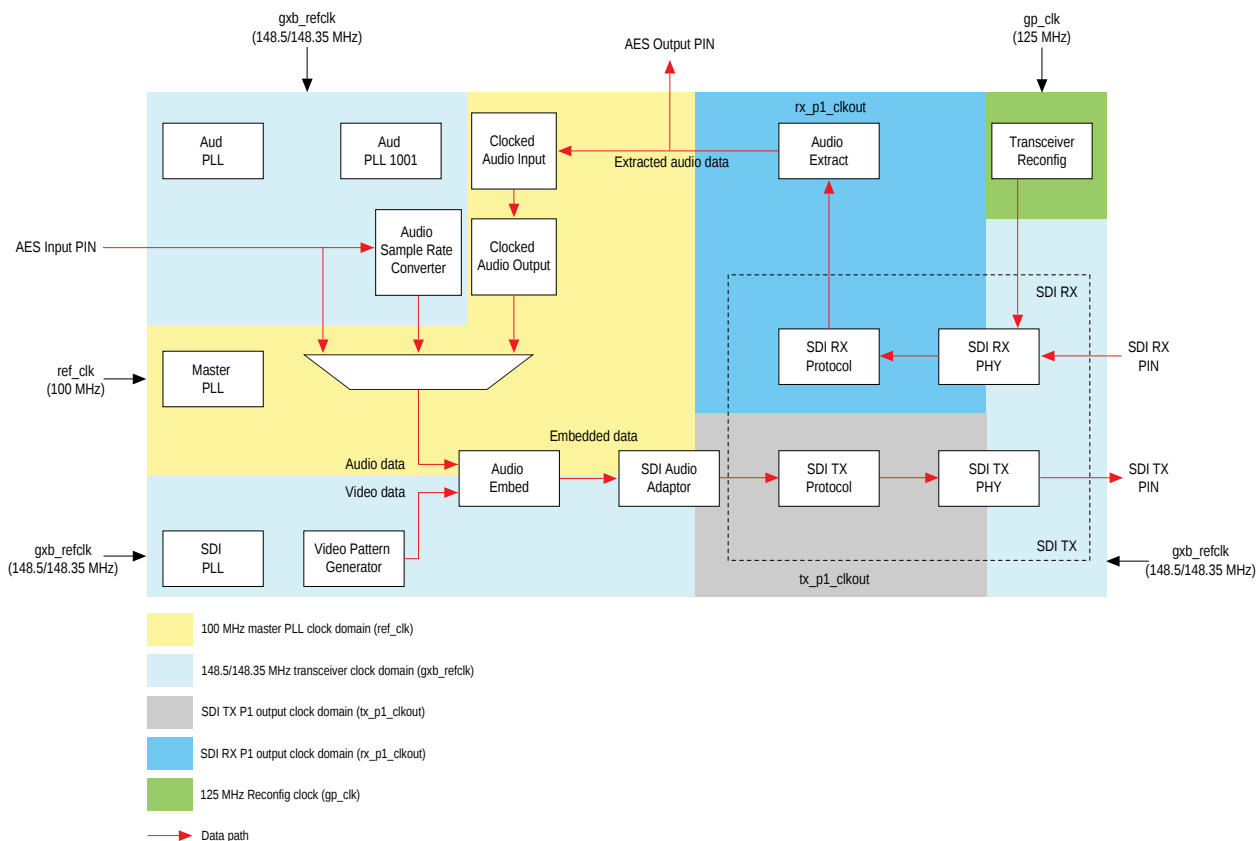 gxb_refclk
(148.5/148.35 MHz)
gp_clk
(125 MHz)
AES Output PIN
rx_p1_clkout
Aud
PLL
Aud
PLL 1001
Clocked
Audio Input
Extracted audio data
Audio
Extract
Transceiver
Reconfig
AES Input PIN
Audio
Sample Rate
Converter
Clocked
Audio Output
SDI RX
ref_clk
(100 MHz)
Master
PLL
SDI RX
Protocol
SDI RX
PHY
SDI RX
PIN
Embedded data
Audio data
Video data
Audio
Embed
SDI Audio
Adaptor
SDI TX
Protocol
SDI TX
PHY
SDI TX
PIN
gxb_refclk
(148.5/148.35 MHz)
SDI
PLL
Video Pattern
Generator
SDI TX
tx_p1_clkout
gxb_refclk
(148.5/148.35 MHz)
100 MHz master PLL clock domain (ref_clk)
148.5/148.35 MHz transceiver clock domain (gxb_refclk)
SDI TX P1 output clock domain (tx_p1_clkout)
SDI RX P1 output clock domain (rx_p1_clkout)
125 MHz Reconfig clock (gp_clk)
Data path